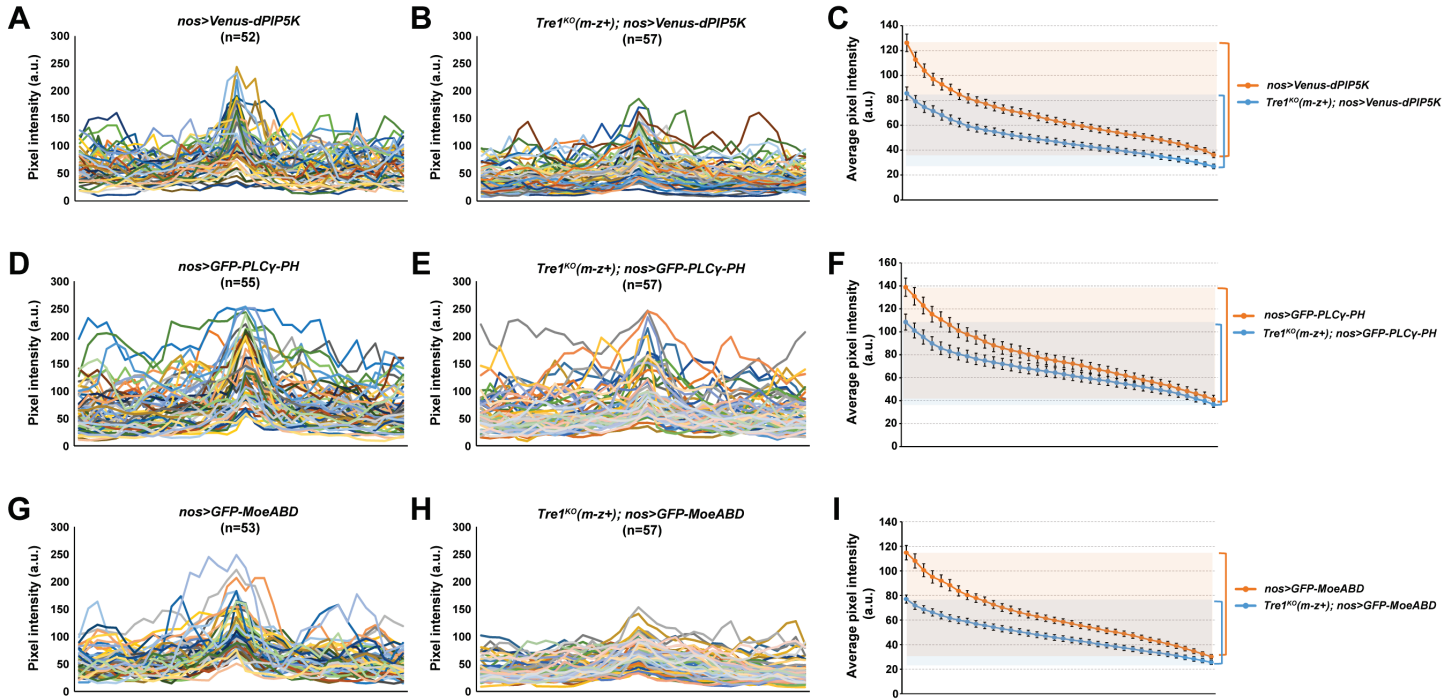 A
nos>Venus-dPIP5K
(n=52)
Pixel intensity (a.u.)
300
250
200
150
100
50
0
B
Tre1KO(m-z+); nos>Venus-dPIP5K
(n=57)
Pixel intensity (a.u.)
300
250
200
150
100
50
0
C
Average pixel intensity
(a.u.)
140
120
100
80
60
40
20
0
nos>Venus-dPIP5K
Tre1KO(m-z+); nos>Venus-dPIP5K
D
nos>GFP-PLCγ-PH
(n=55)
Pixel intensity (a.u.)
300
250
200
150
100
50
0
E
Tre1KO(m-z+); nos>GFP-PLCγ-PH
(n=57)
Pixel intensity (a.u.)
300
250
200
150
100
50
0
F
Average pixel intensity
(a.u.)
160
140
120
100
80
60
40
20
0
nos>GFP-PLCγ-PH
Tre1KO(m-z+); nos>GFP-PLCγ-PH
G
nos>GFP-MoeABD
(n=53)
Pixel intensity (a.u.)
300
250
200
150
100
50
0
H
Tre1KO(m-z+); nos>GFP-MoeABD
(n=57)
Pixel intensity (a.u.)
300
250
200
150
100
50
0
I
Average pixel intensity
(a.u.)
140
120
100
80
60
40
20
0
nos>GFP-MoeABD
Tre1KO(m-z+); nos>GFP-MoeABD